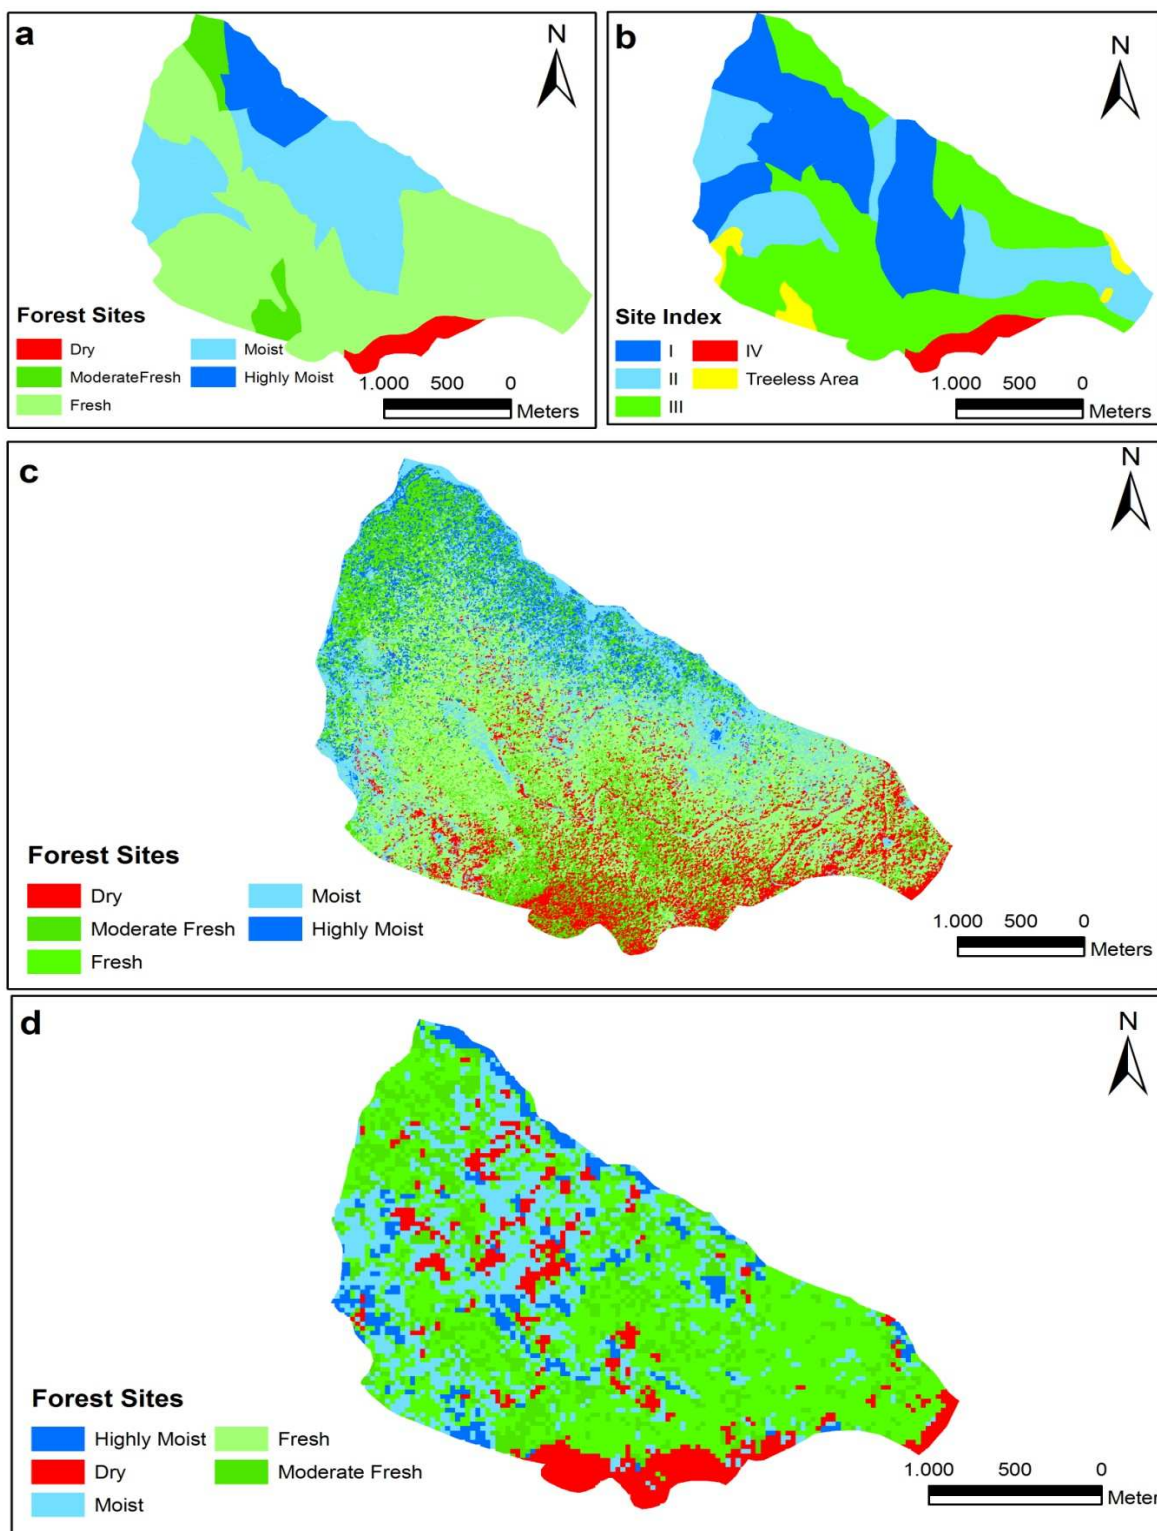 a
N
Forest Sites
Dry
Moist
ModerateFresh
Highly Moist
Fresh
1.000 500 0
Meters
b
N
Site Index
I
IV
II
Treeless Area
III
1.000 500 0
Meters
c
N
Forest Sites
Dry
Moist
Moderate Fresh
Highly Moist
Fresh
1.000 500 0
Meters
d
N
Forest Sites
Highly Moist
Fresh
Dry
Moderate Fresh
Moist
1.000 500 0
Meter